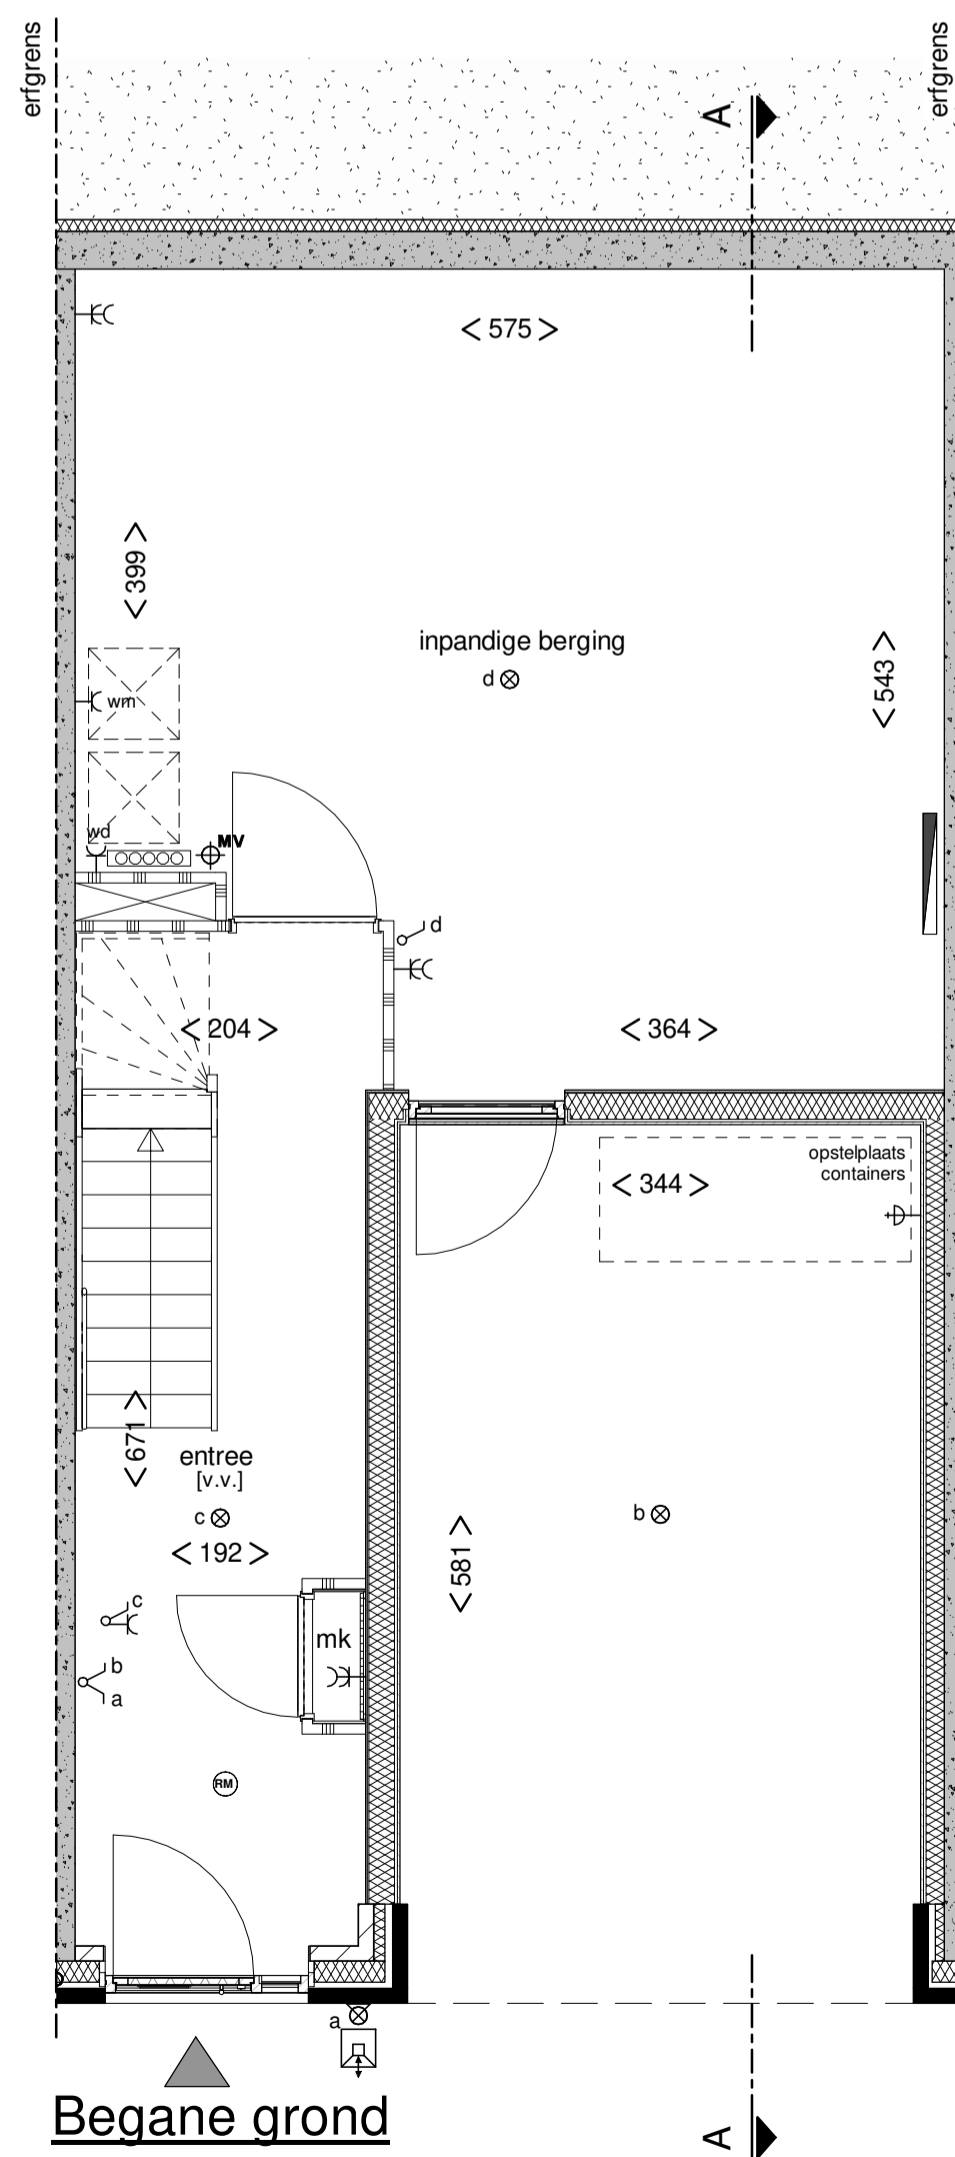 erfgrens
erfgrens
A
< 575 >
< 399 >
inpandige berging
d
< 543 >
wm
wd
MV
d
< 204 >
< 364 >
opstelplaats
containers
< 344 >
< 671 >
entree
[v.v.]
c
b
< 192 >
< 581 >
c
mk
b
a
RM
a
Begane grond
A